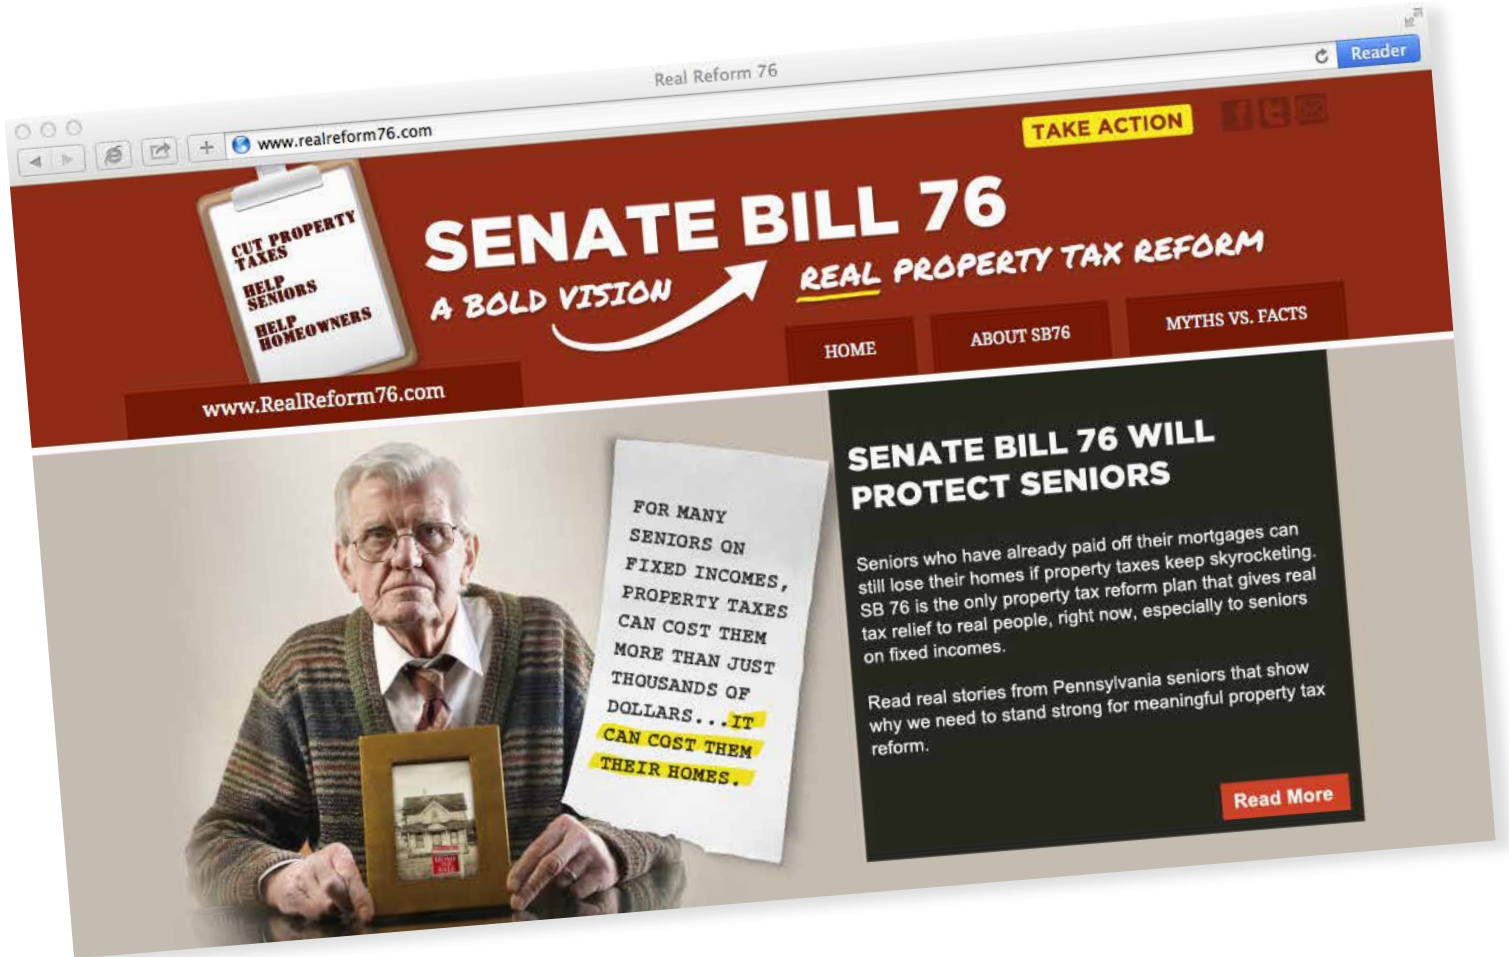 Real Reform 76
Reader
www.realreform76.com
TAKE ACTION
CUT PROPERTY
TAXES
HELP
SENIORS
HELP
HOMEOWNERS
SENATE BILL 76
A BOLD VISION
REAL PROPERTY TAX REFORM
www.RealReform76.com
HOME
ABOUT SB76
MYTHS VS. FACTS
FOR MANY
SENIORS ON
FIXED INCOMES,
PROPERTY TAXES
CAN COST THEM
MORE THAN JUST
THOUSANDS OF
DOLLARS...IT
CAN COST THEM
THEIR HOMES.
HOME
FOR
SALE
SENATE BILL 76 WILL
PROTECT SENIORS
Seniors who have already paid off their mortgages can
still lose their homes if property taxes keep skyrocketing.
SB 76 is the only property tax reform plan that gives real
tax relief to real people, right now, especially to seniors
on fixed incomes.
Read real stories from Pennsylvania seniors that show
why we need to stand strong for meaningful property tax
reform.
Read More